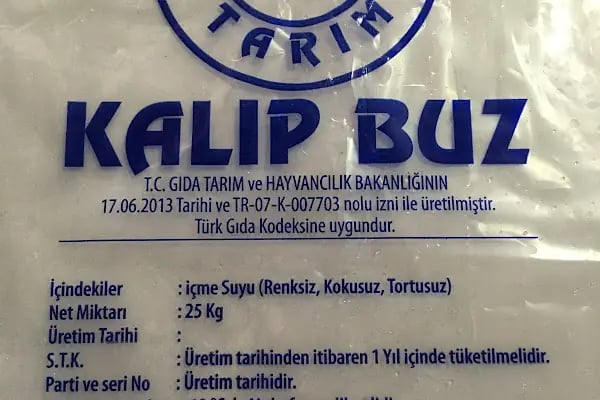 TARIM
KALIP BUZ
T.C. GIDA TARIM ve HAYVANCILIK BAKANLIĞININ
17.06.2013 Tarihi ve TR-07-K-007703 nolu izni ile üretilmiştir.
Türk Gıda Kodeksine uygundur.
İçindekiler : içme Suyu (Renksiz, Kokusuz, Tortusuz)
Net Miktarı : 25 Kg
Üretim Tarihi :
S.T.K. : Üretim tarihinden itibaren 1 Yıl içinde tüketilmelidir.
Parti ve seri No : Üretim tarihidir.